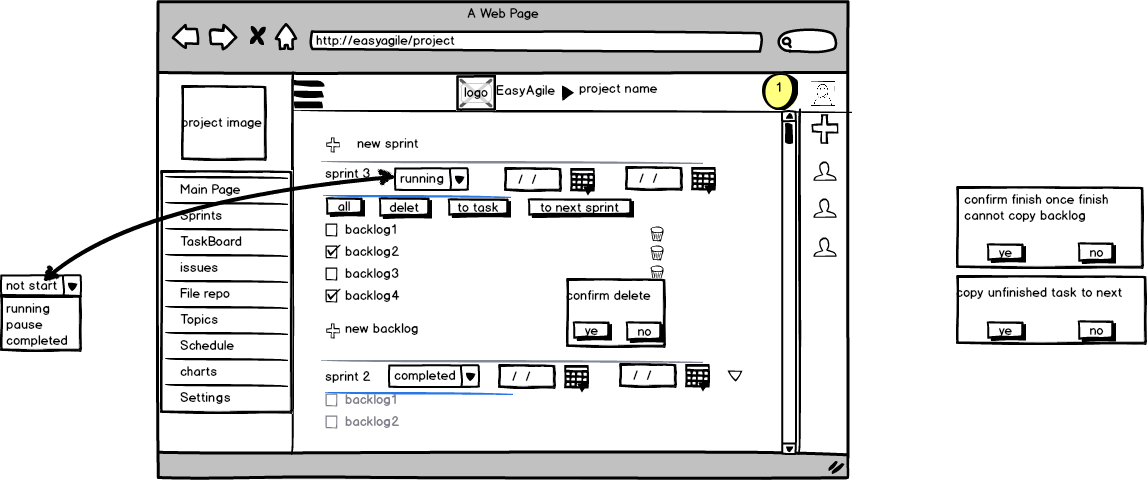 A Web Page
http://easyagile/project
logo EasyAgile project name 1
project image
Main Page
Sprints
TaskBoard
issues
File repo
Topics
Schedule
charts
Settings
new sprint
sprint 3 running / / / /
all delet to task to next sprint
backlog1
backlog2
backlog3
backlog4
new backlog
confirm delete
ye no
sprint 2 completed / / / /
backlog1
backlog2
not start
running
pause
completed
confirm finish once finish
cannot copy backlog
ye no
copy unfinished task to next
ye no